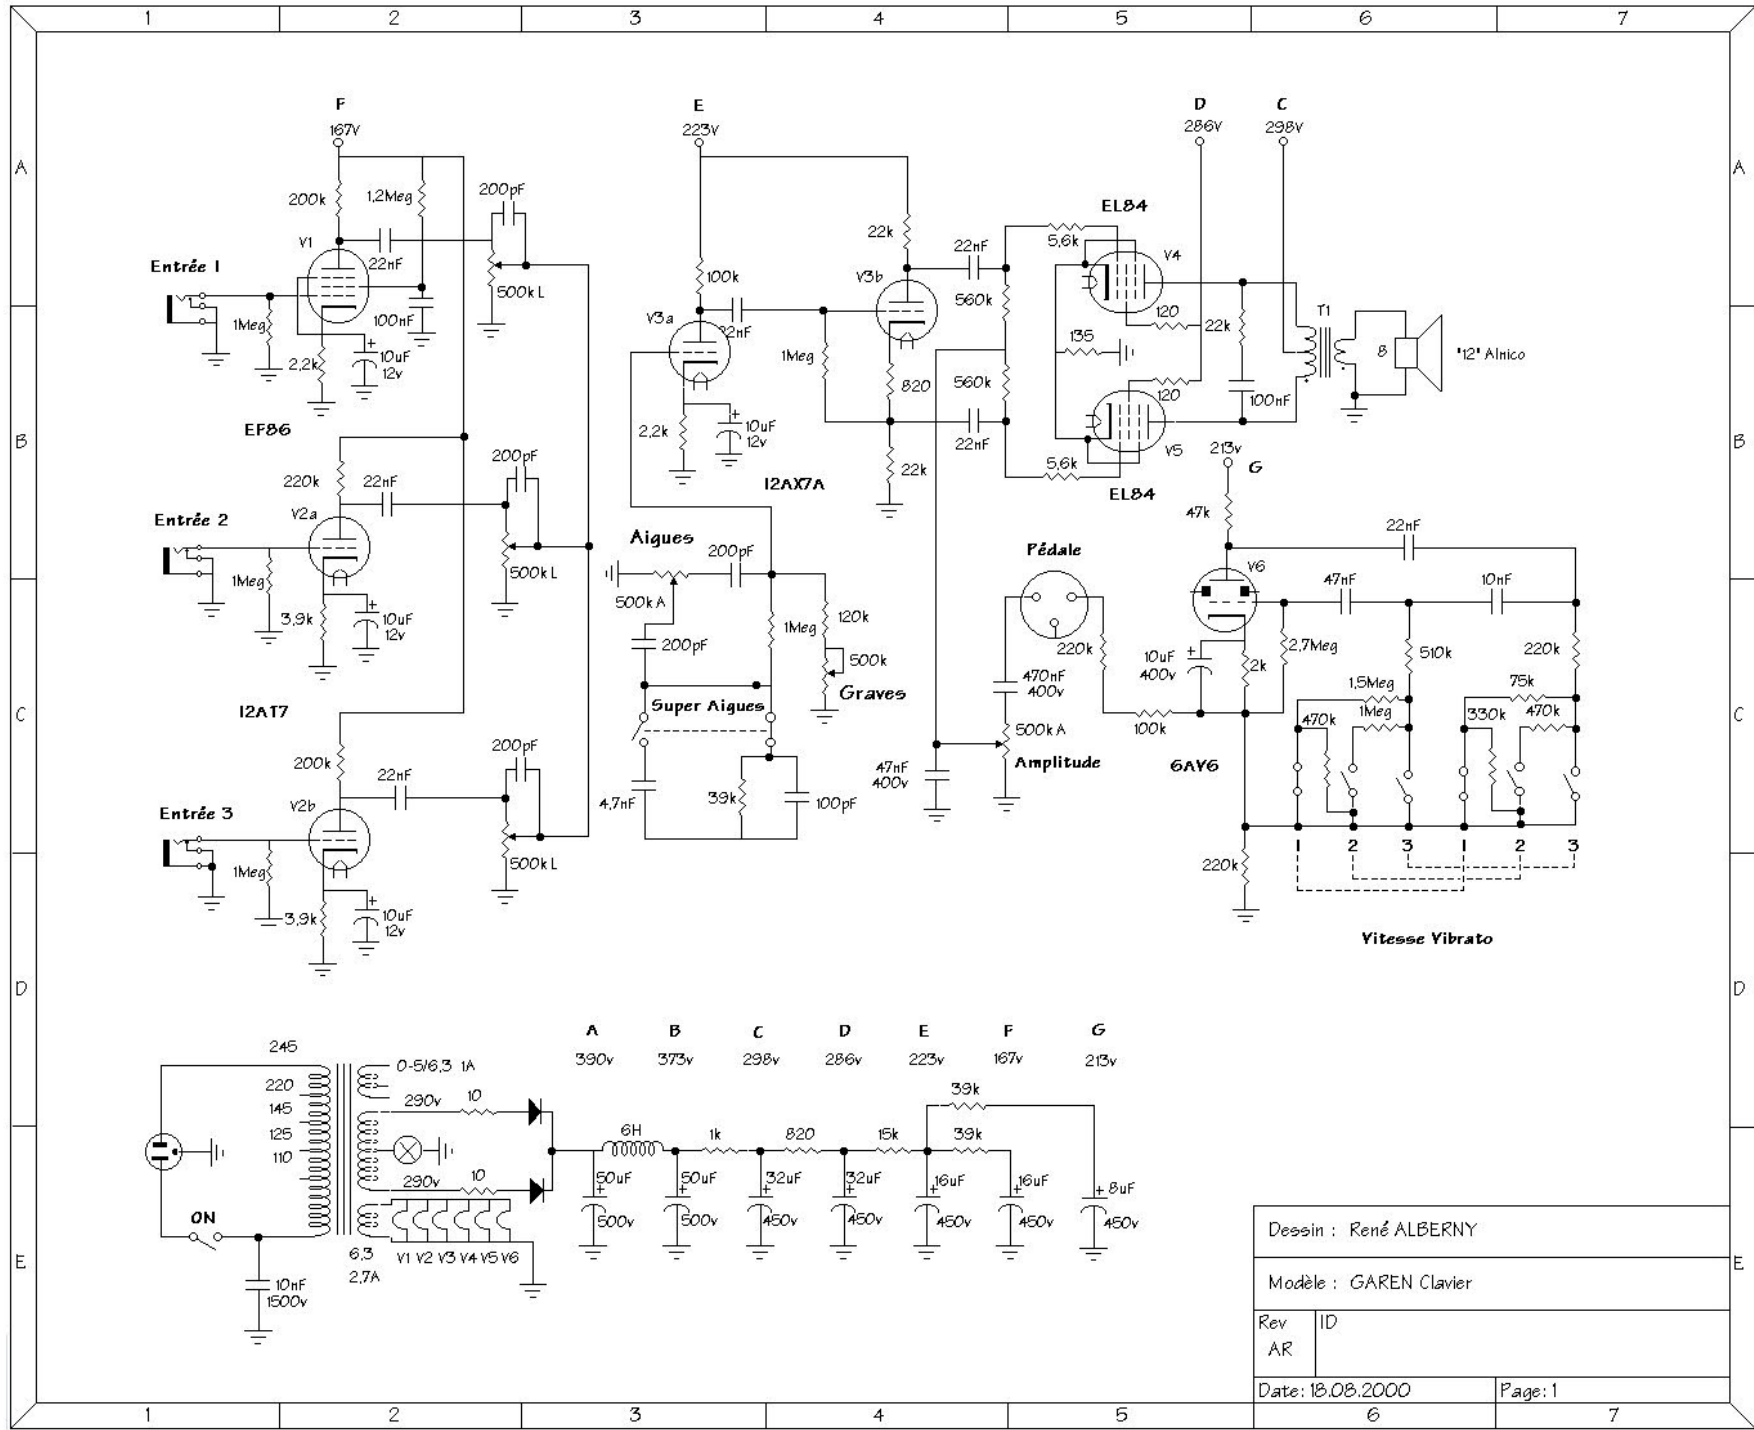 1 2 3 4 5 6 7
A
A
B
B
C
C
D
D
E
E
F
167V
200k
1,2Meg
200pF
V1
22nF
Entrée 1
500k L
1Meg
100nF
2,2k
10uF
12v
EF86
220k
22nF
200pF
V2a
Entrée 2
500k L
1Meg
3,9k
10uF
12v
12AT7
200k
22nF
200pF
V2b
Entrée 3
500k L
1Meg
3,9k
10uF
12v
E
223V
100k
22k
V3a
22nF
V3b
1Meg
820
2,2k
10uF
12v
22k
12AX7A
22nF
560k
560k
22nF
Aigues
200pF
500k A
200pF
1Meg
120k
500k
Graves
Super Aigues
4,7nF
39k
100pF
D
286V
C
298V
EL84
5,6k
V4
120
22k
135
T1
8
"12" Alnico
120
100nF
V5
5,6k
EL84
213v
G
47k
22nF
Pédale
V6
47nF
10nF
220k
10uF
400v
2k
2,7Meg
510k
220k
470nF
400v
1,5Meg
75k
470k
1Meg
330k
470k
500k A
100k
Amplitude
6AV6
47nF
400v
1 2 3 1 2 3
220k
Vitesse Vibrato
A B C D E F G
390v 373v 298v 286v 223v 167v 213v
245
220
145
125
110
0-5/6,3 1A
290v
10
290v
10
ON
10nF
1500v
6,3
2,7A
V1 V2 V3 V4 V5 V6
39k
6H
1k
820
15k
39k
50uF
500v
50uF
500v
32uF
450v
32uF
450v
16uF
450v
16uF
450v
8uF
450v
Dessin : René ALBERNY
Modèle : GAREN Clavier
Rev
AR
ID
Date: 18.08.2000
Page: 1
1 2 3 4 5 6 7